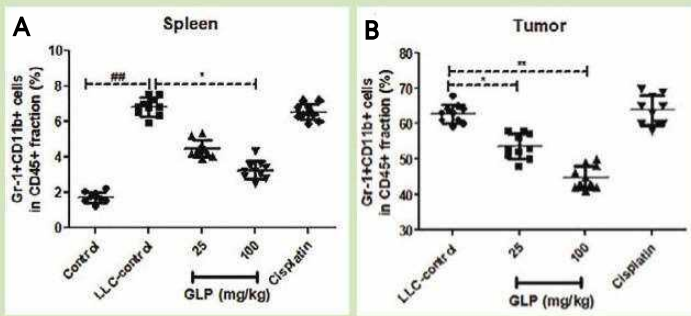 A
Spleen
Gr-1+CD11b+ cells
in CD45+ fraction (%)
10
8
6
4
2
0
##
*
Control
LLC-control
25
100
Cisplatin
GLP (mg/kg)
B
Tumor
Gr-1+CD11b+ cells
in CD45+ fraction (%)
80
70
60
50
40
30
**
*
LLC-control
25
100
Cisplatin
GLP (mg/kg)